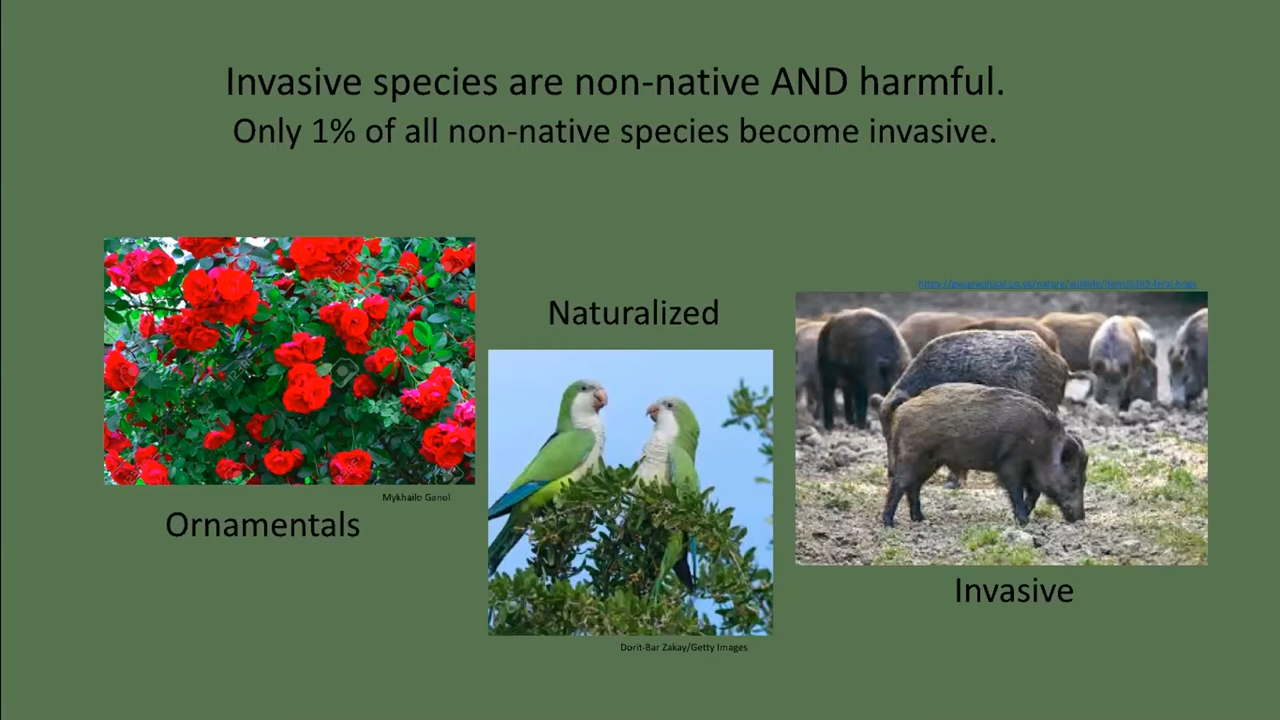 Invasive species are non-native AND harmful.
Only 1% of all non-native species become invasive.
Naturalized
Mykhailo Ganol
Ornamentals
Invasive
Dorit-Bar Zakay/Getty Images